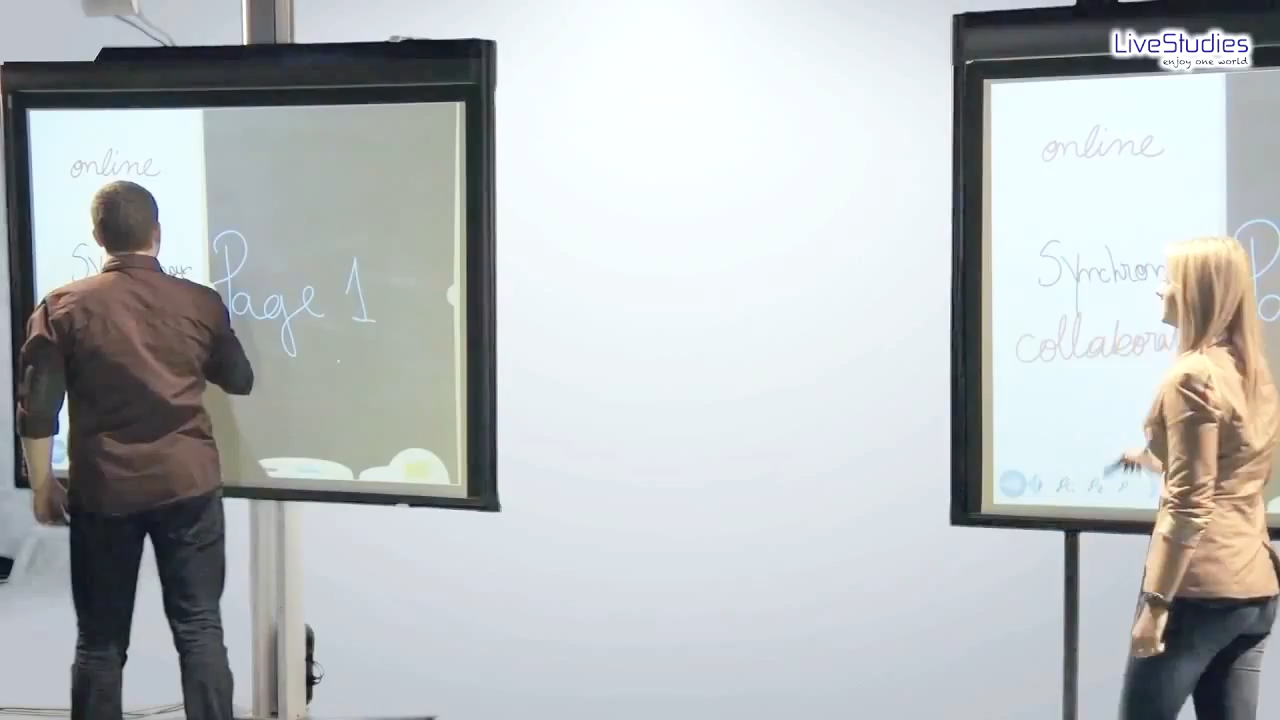 LiveStudies
enjoy one world
online
Page 1
online
Synchron
collabora